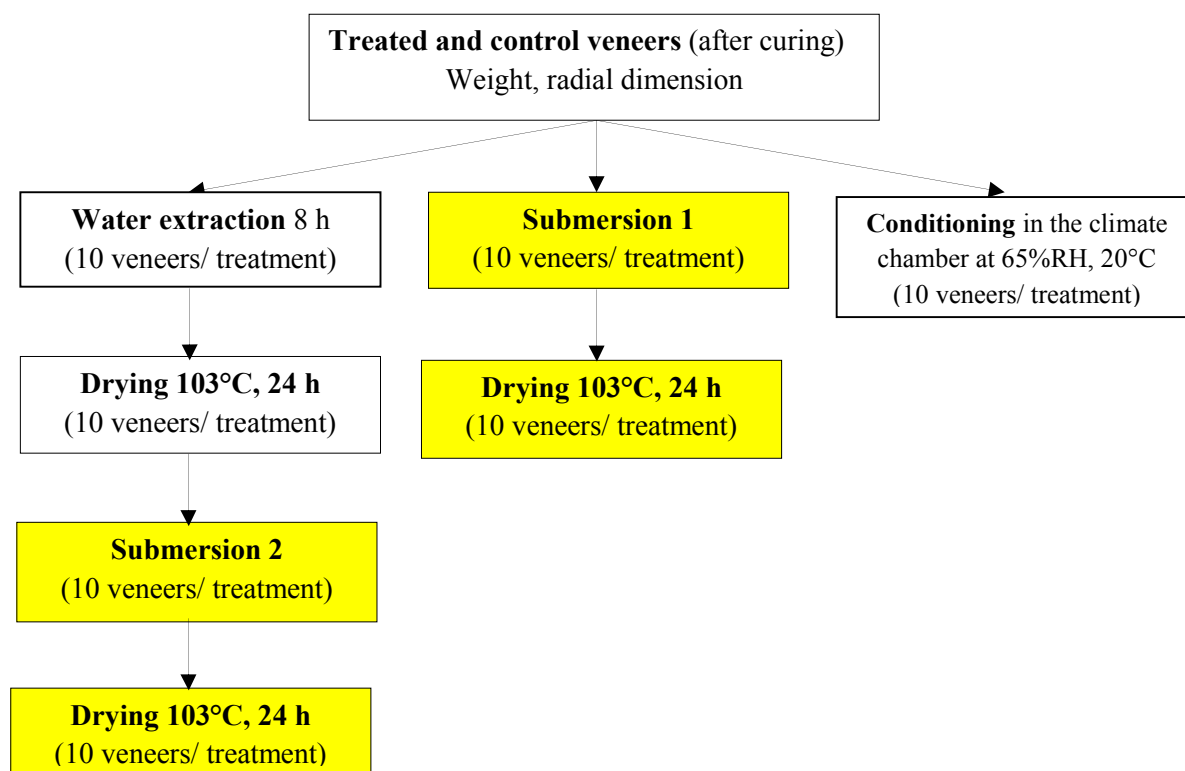 Treated and control veneers (after curing)
Weight, radial dimension
Water extraction 8 h
(10 veneers/ treatment)
Submersion 1
(10 veneers/ treatment)
Conditioning in the climate
chamber at 65%RH, 20°C
(10 veneers/ treatment)
Drying 103°C, 24 h
(10 veneers/ treatment)
Drying 103°C, 24 h
(10 veneers/ treatment)
Submersion 2
(10 veneers/ treatment)
Drying 103°C, 24 h
(10 veneers/ treatment)